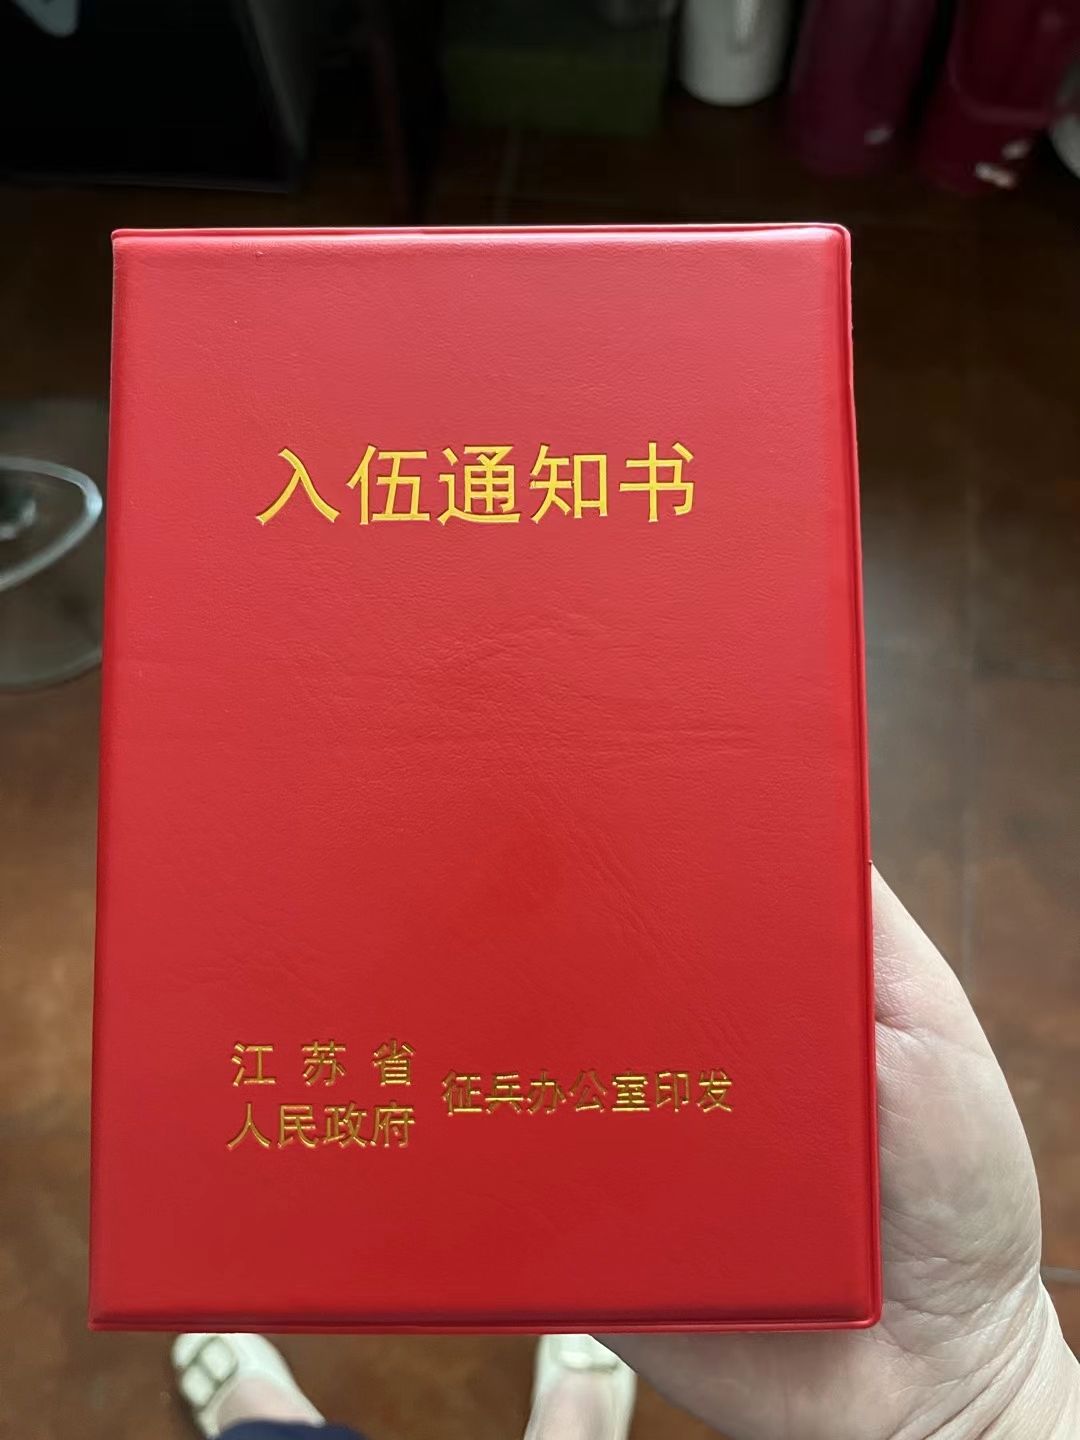 入伍通知书
江苏省
人民政府
征兵办公室印发